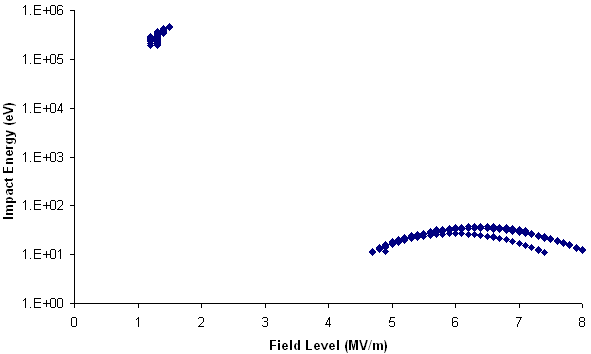 1.E+06
1.E+05
1.E+04
1.E+03
1.E+02
1.E+01
1.E+00
Impact Energy (eV)
0 1 2 3 4 5 6 7 8
Field Level (MV/m)